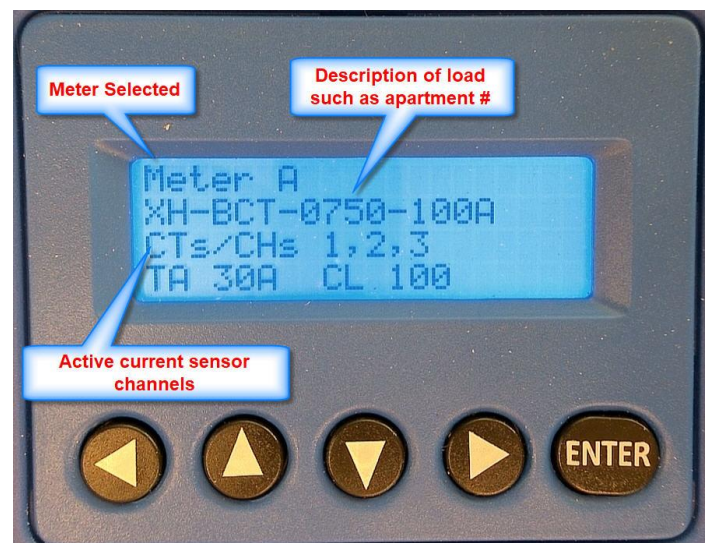 Meter Selected
Description of load
such as apartment #
Meter A
XH-BCT-0750-100A
CTs/CHs 1,2,3
TA 30A CL 100
Active current sensor
channels
ENTER